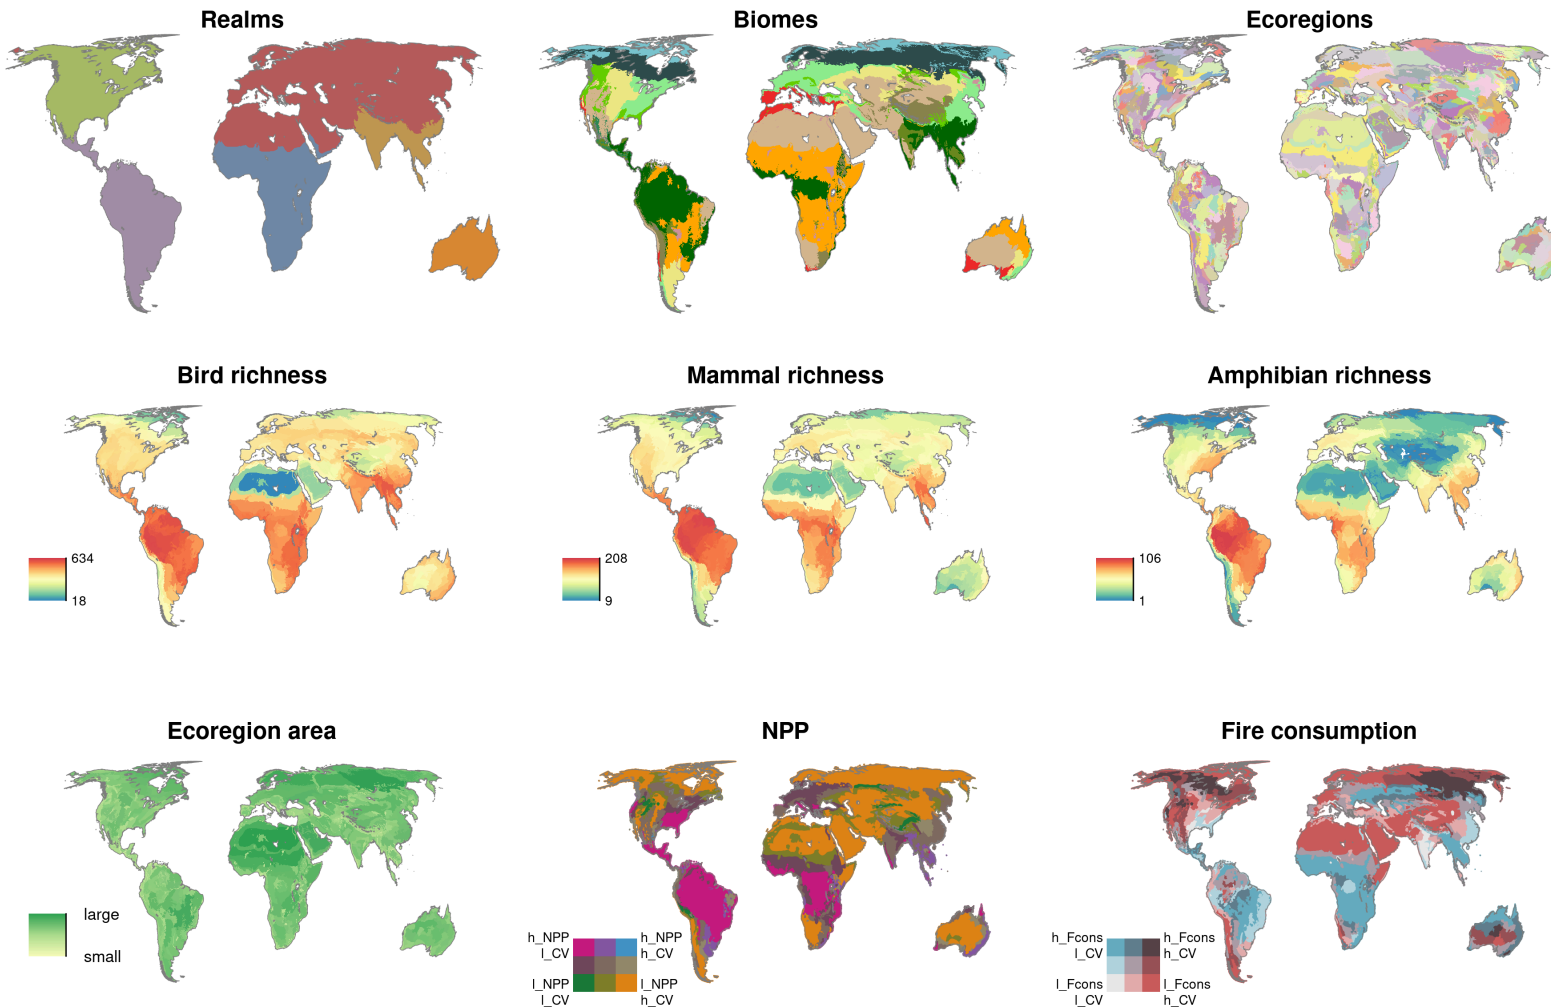 Realms
Biomes
Ecoregions
Bird richness
Mammal richness
Amphibian richness
634
18
208
9
106
1
Ecoregion area
NPP
Fire consumption
large
small
h_NPP
l_CV
h_NPP
h_CV
l_NPP
l_CV
l_NPP
h_CV
h_Fcons
l_CV
h_Fcons
h_CV
l_Fcons
l_CV
l_Fcons
h_CV